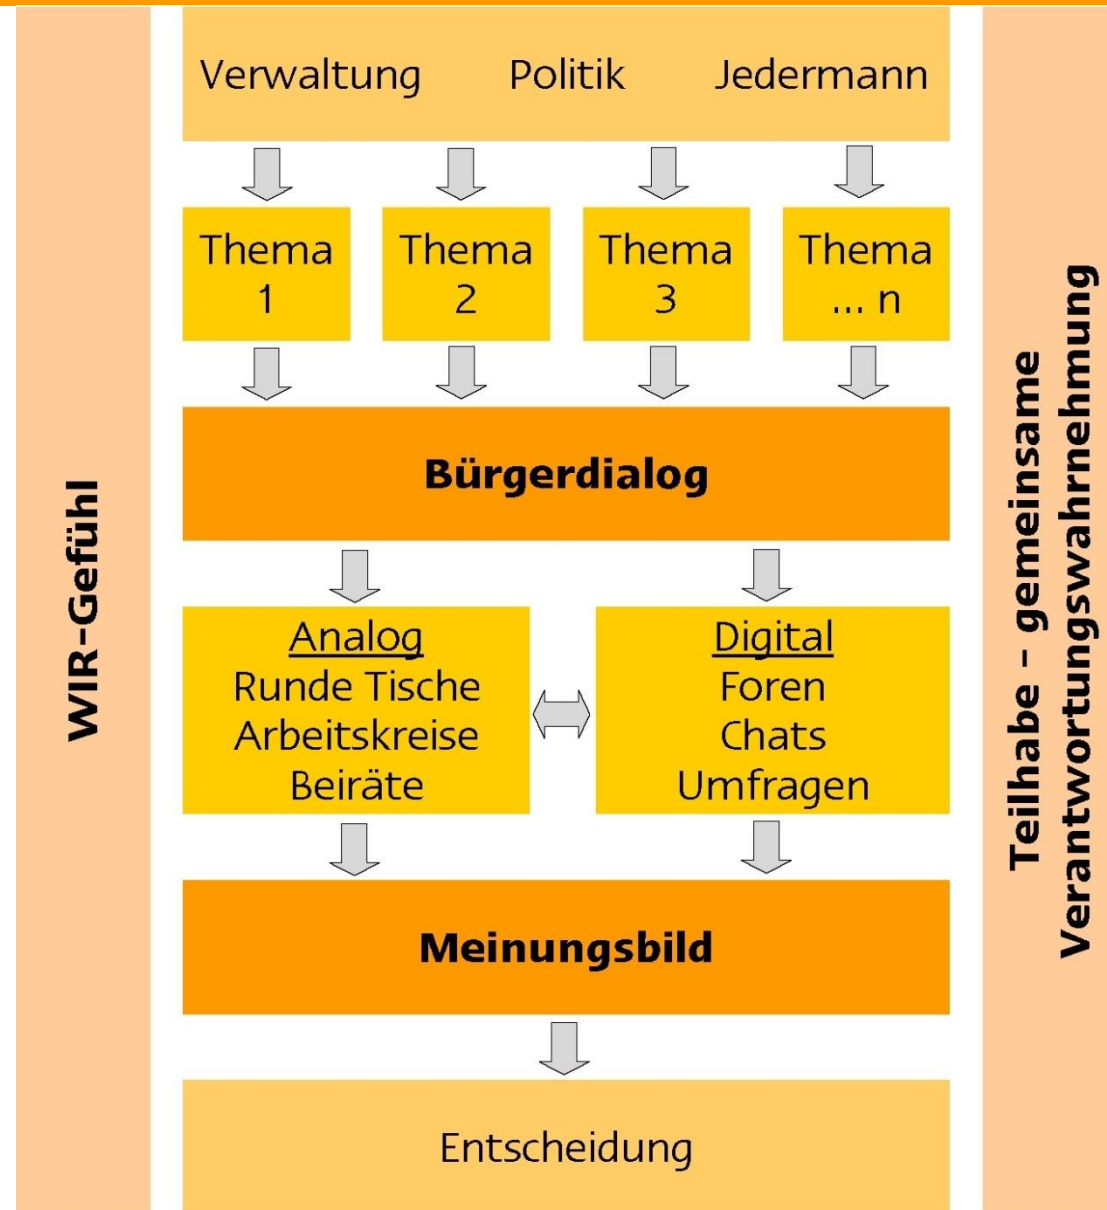 Verwaltung Politik Jedermann
Thema 1
Thema 2
Thema 3
Thema ... n
Bürgerdialog
Analog
Runde Tische
Arbeitskreise
Beiräte
Digital
Foren
Chats
Umfragen
Meinungsbild
Entscheidung
WIR-Gefühl
Teilhabe - gemeinsame
Verantwortungswahrnehmung